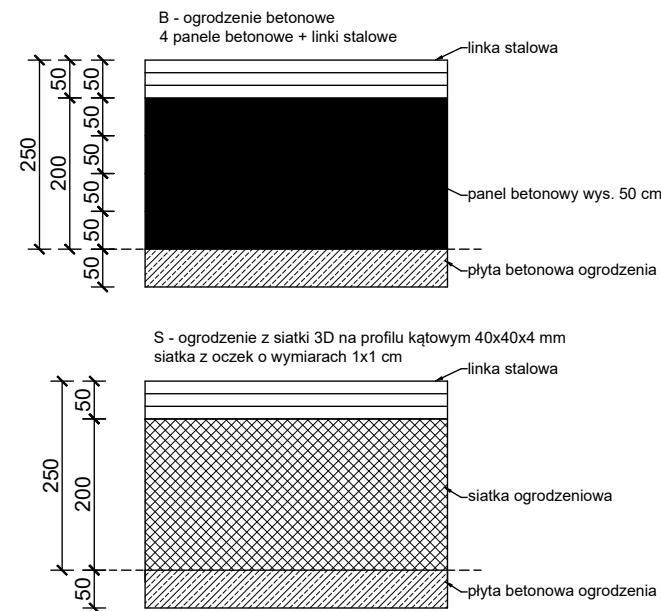 B - ogrodzenie betonowe
4 panele betonowe + linki stalowe
linka stalowa
50
50
50
50
50
50
50
200
250
panel betonowy wys. 50 cm
płyta betonowa ogrodzenia
S - ogrodzenie z siatki 3D na profilu kątowym 40x40x4 mm
siatka z oczek o wymiarach 1x1 cm
linka stalowa
50
200
250
50
siatka ogrodzeniowa
płyta betonowa ogrodzenia